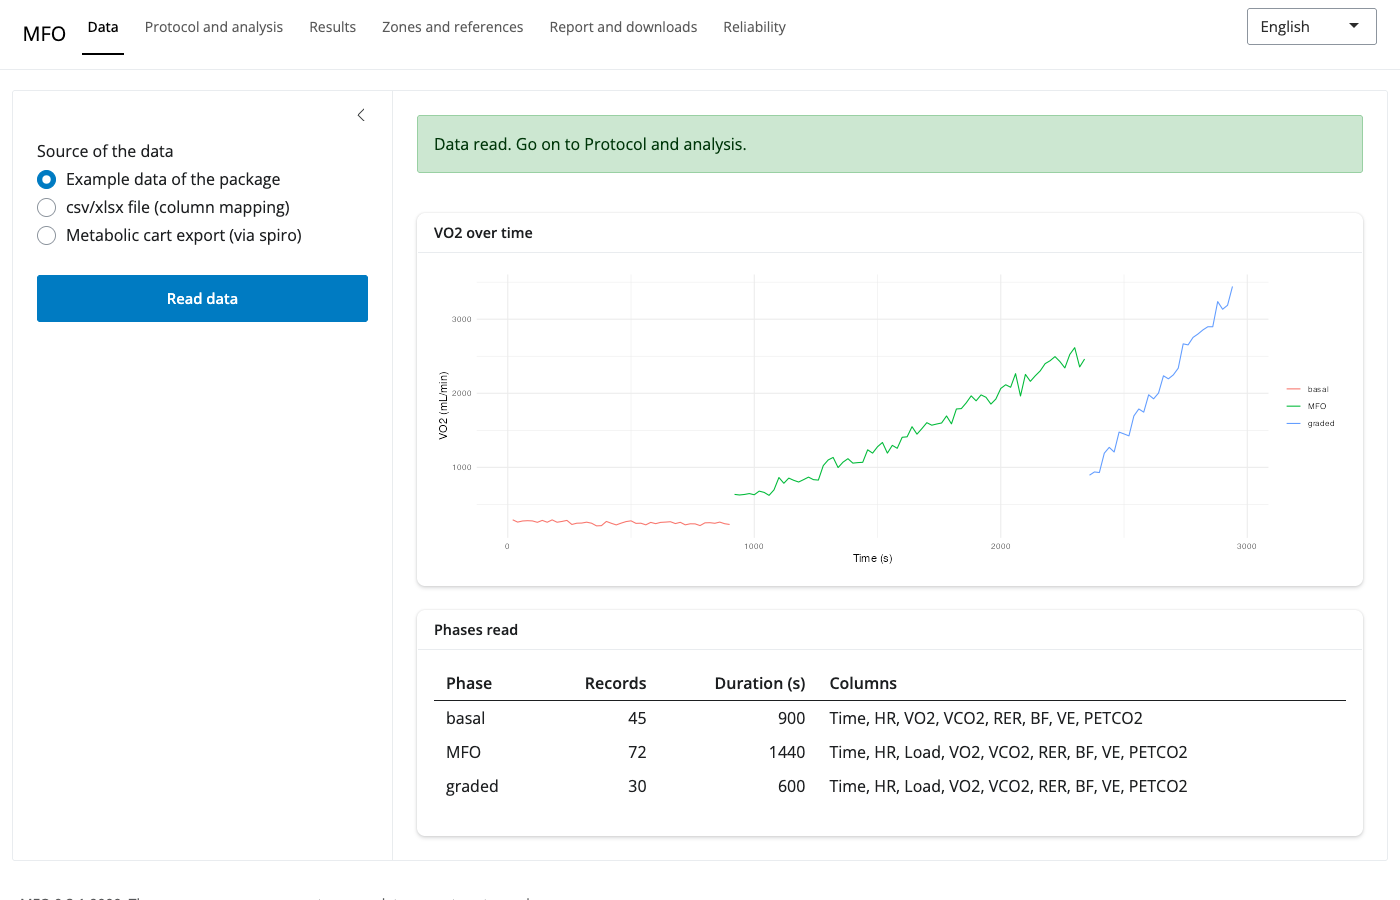 MFO
Data
Protocol and analysis
Results
Zones and references
Report and downloads
Reliability
English
Source of the data
Example data of the package
csv/xlsx file (column mapping)
Metabolic cart export (via spiro)
Read data
Data read. Go on to Protocol and analysis.
VO2 over time
VO2 (mL/min)
3000
2000
1000
0 1000 2000 3000
Time (s)
basal
MFO
graded
Phases read
Phase Records Duration (s) Columns
basal 45 900 Time, HR, VO2, VCO2, RER, BF, VE, PETCO2
MFO 72 1440 Time, HR, Load, VO2, VCO2, RER, BF, VE, PETCO2
graded 30 600 Time, HR, Load, VO2, VCO2, RER, BF, VE, PETCO2